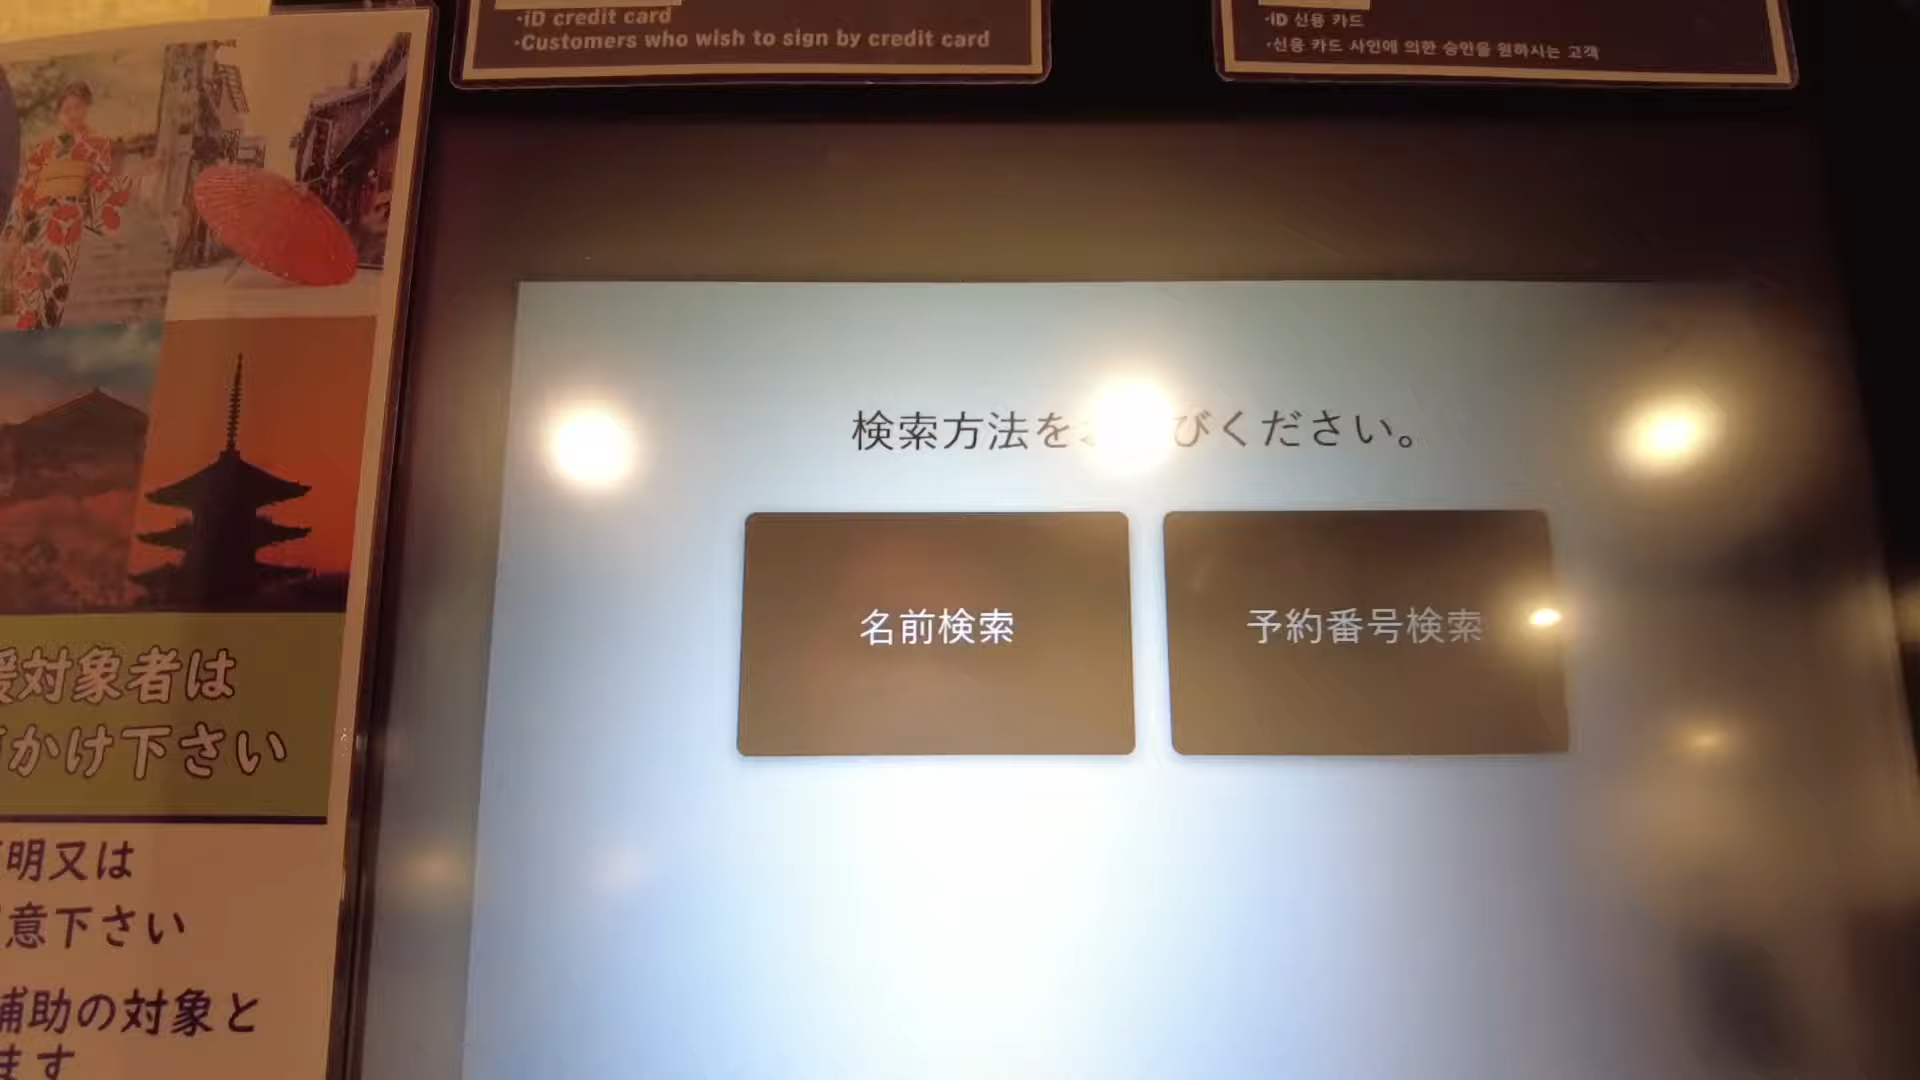 ・iD credit card
・Customers who wish to sign by credit card
・iD 신용 카드
・신용 카드 사인에 의한 승인을 원하시는 고객
検索方法をお びください。
名前検索
予約番号検索
援対象者は
かけ下さい
明又は
意下さい
補助の対象と
ます